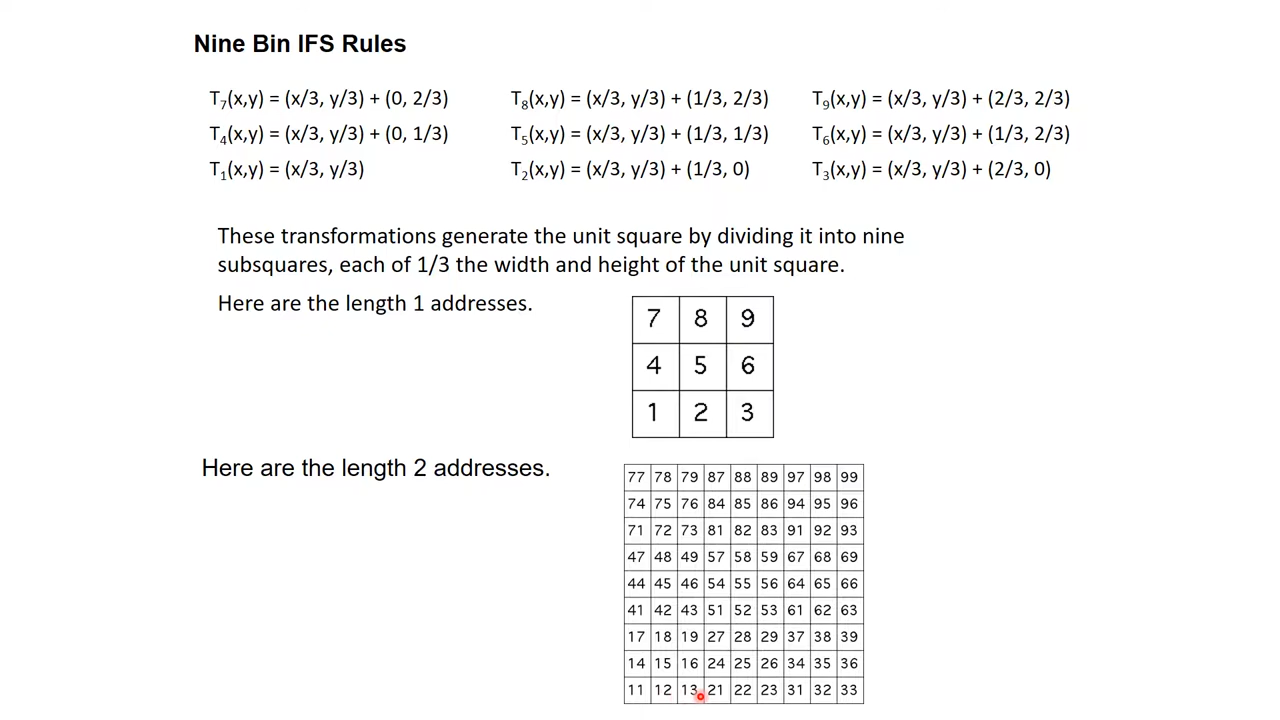 Nine Bin IFS Rules
T₇(x,y) = (x/3, y/3) + (0, 2/3) T₈(x,y) = (x/3, y/3) + (1/3, 2/3) T₉(x,y) = (x/3, y/3) + (2/3, 2/3)
T₄(x,y) = (x/3, y/3) + (0, 1/3) T₅(x,y) = (x/3, y/3) + (1/3, 1/3) T₆(x,y) = (x/3, y/3) + (1/3, 2/3)
T₁(x,y) = (x/3, y/3) T₂(x,y) = (x/3, y/3) + (1/3, 0) T₃(x,y) = (x/3, y/3) + (2/3, 0)
These transformations generate the unit square by dividing it into nine
subsquares, each of 1/3 the width and height of the unit square.
Here are the length 1 addresses.
7 8 9
4 5 6
1 2 3
Here are the length 2 addresses.
77 78 79 87 88 89 97 98 99
74 75 76 84 85 86 94 95 96
71 72 73 81 82 83 91 92 93
47 48 49 57 58 59 67 68 69
44 45 46 54 55 56 64 65 66
41 42 43 51 52 53 61 62 63
17 18 19 27 28 29 37 38 39
14 15 16 24 25 26 34 35 36
11 12 13 21 22 23 31 32 33